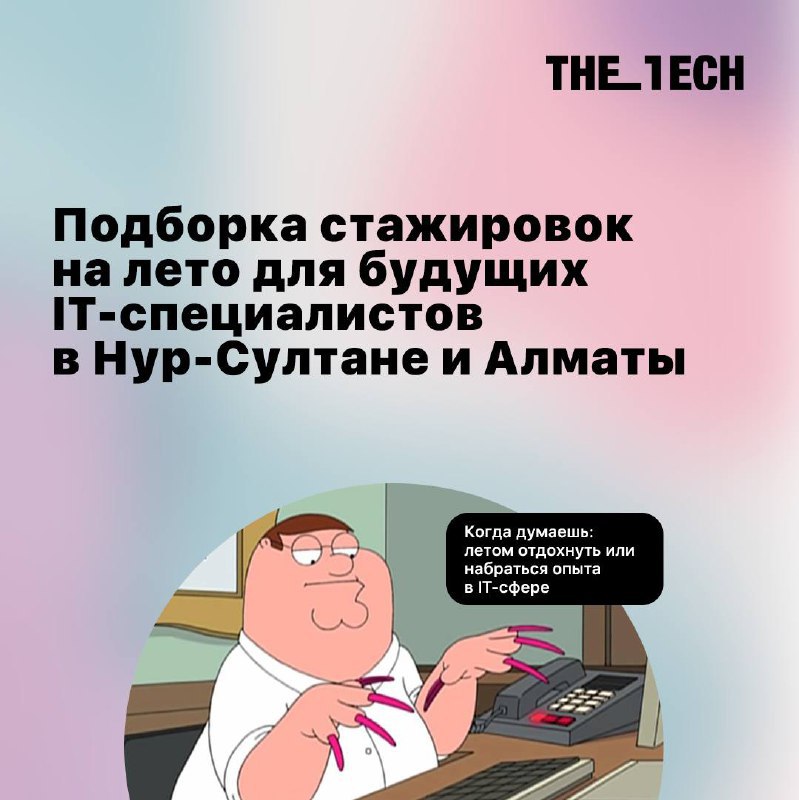 THE_1ECH
Подборка стажировок
на лето для будущих
IT-специалистов
в Нур-Султане и Алматы
Когда думаешь:
летом отдохнуть или
набраться опыта
в IT-сфере